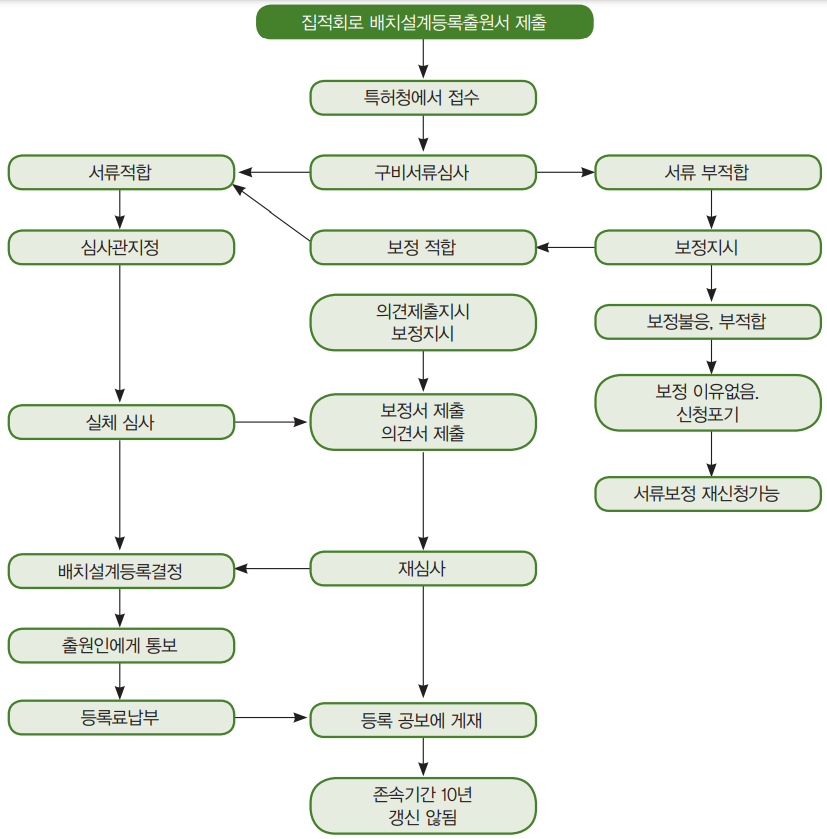 집적회로 배치설계등록출원서 제출
특허청에서 접수
서류적합
구비서류심사
서류 부적합
심사관지정
보정 적합
보정지시
의견제출지시
보정지시
보정불응, 부적합
실체 심사
보정서 제출
의견서 제출
보정 이유없음.
신청포기
서류보정 재신청가능
배치설계등록결정
재심사
출원인에게 통보
등록료납부
등록 공보에 게재
존속기간 10년
갱신 않됨